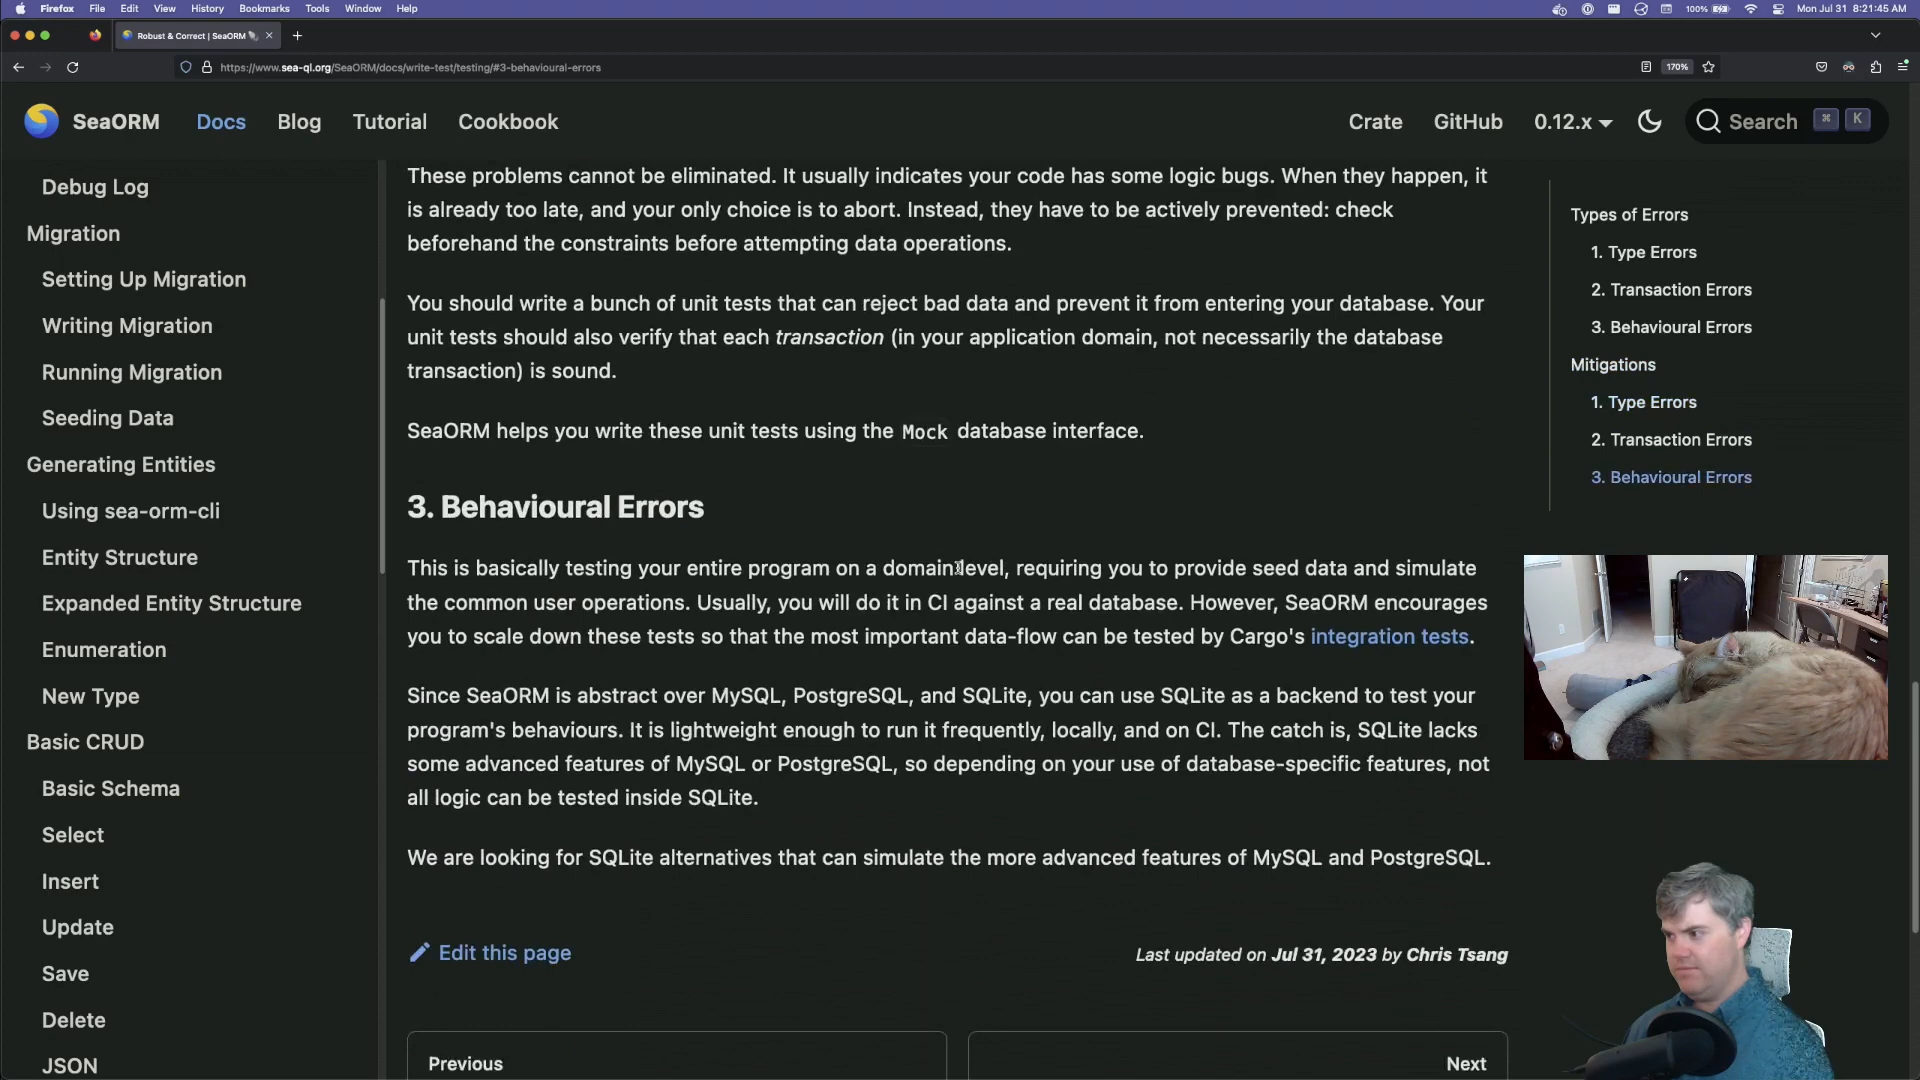 Firefox File Edit View History Bookmarks Tools Window Help
100% Mon Jul 31 8:21:45 AM
Robust & Correct | SeaORM
https://www.sea-ql.org/SeaORM/docs/write-test/testing/#3-behavioural-errors
170%
SeaORM Docs Blog Tutorial Cookbook
Crate GitHub 0.12.x Search ⌘ K
Debug Log
Migration
Setting Up Migration
Writing Migration
Running Migration
Seeding Data
Generating Entities
Using sea-orm-cli
Entity Structure
Expanded Entity Structure
Enumeration
New Type
Basic CRUD
Basic Schema
Select
Insert
Update
Save
Delete
JSON
These problems cannot be eliminated. It usually indicates your code has some logic bugs. When they happen, it
is already too late, and your only choice is to abort. Instead, they have to be actively prevented: check
beforehand the constraints before attempting data operations.
You should write a bunch of unit tests that can reject bad data and prevent it from entering your database. Your
unit tests should also verify that each transaction (in your application domain, not necessarily the database
transaction) is sound.
SeaORM helps you write these unit tests using the Mock database interface.
3. Behavioural Errors
This is basically testing your entire program on a domain level, requiring you to provide seed data and simulate
the common user operations. Usually, you will do it in CI against a real database. However, SeaORM encourages
you to scale down these tests so that the most important data-flow can be tested by Cargo's integration tests.
Since SeaORM is abstract over MySQL, PostgreSQL, and SQLite, you can use SQLite as a backend to test your
program's behaviours. It is lightweight enough to run it frequently, locally, and on CI. The catch is, SQLite lacks
some advanced features of MySQL or PostgreSQL, so depending on your use of database-specific features, not
all logic can be tested inside SQLite.
We are looking for SQLite alternatives that can simulate the more advanced features of MySQL and PostgreSQL.
Edit this page
Last updated on Jul 31, 2023 by Chris Tsang
Previous
Next
Types of Errors
1. Type Errors
2. Transaction Errors
3. Behavioural Errors
Mitigations
1. Type Errors
2. Transaction Errors
3. Behavioural Errors